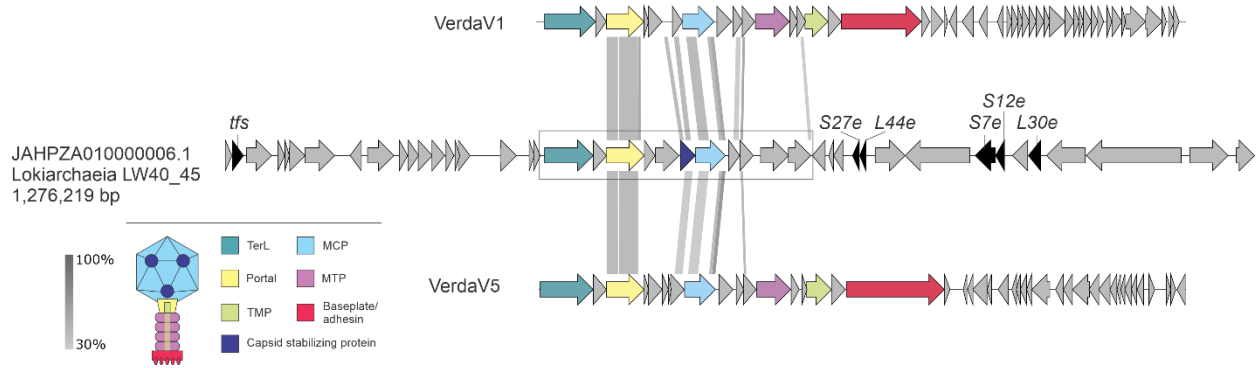 VerdaV1
tfs
S27e
L44e
S12e
S7e
L30e
JAHPZA010000006.1
Lokiarchaeia LW40_45
1,276,219 bp
100%
30%
TerL
MCP
Portal
MTP
TMP
Baseplate/
adhesin
Capsid stabilizing protein
VerdaV5